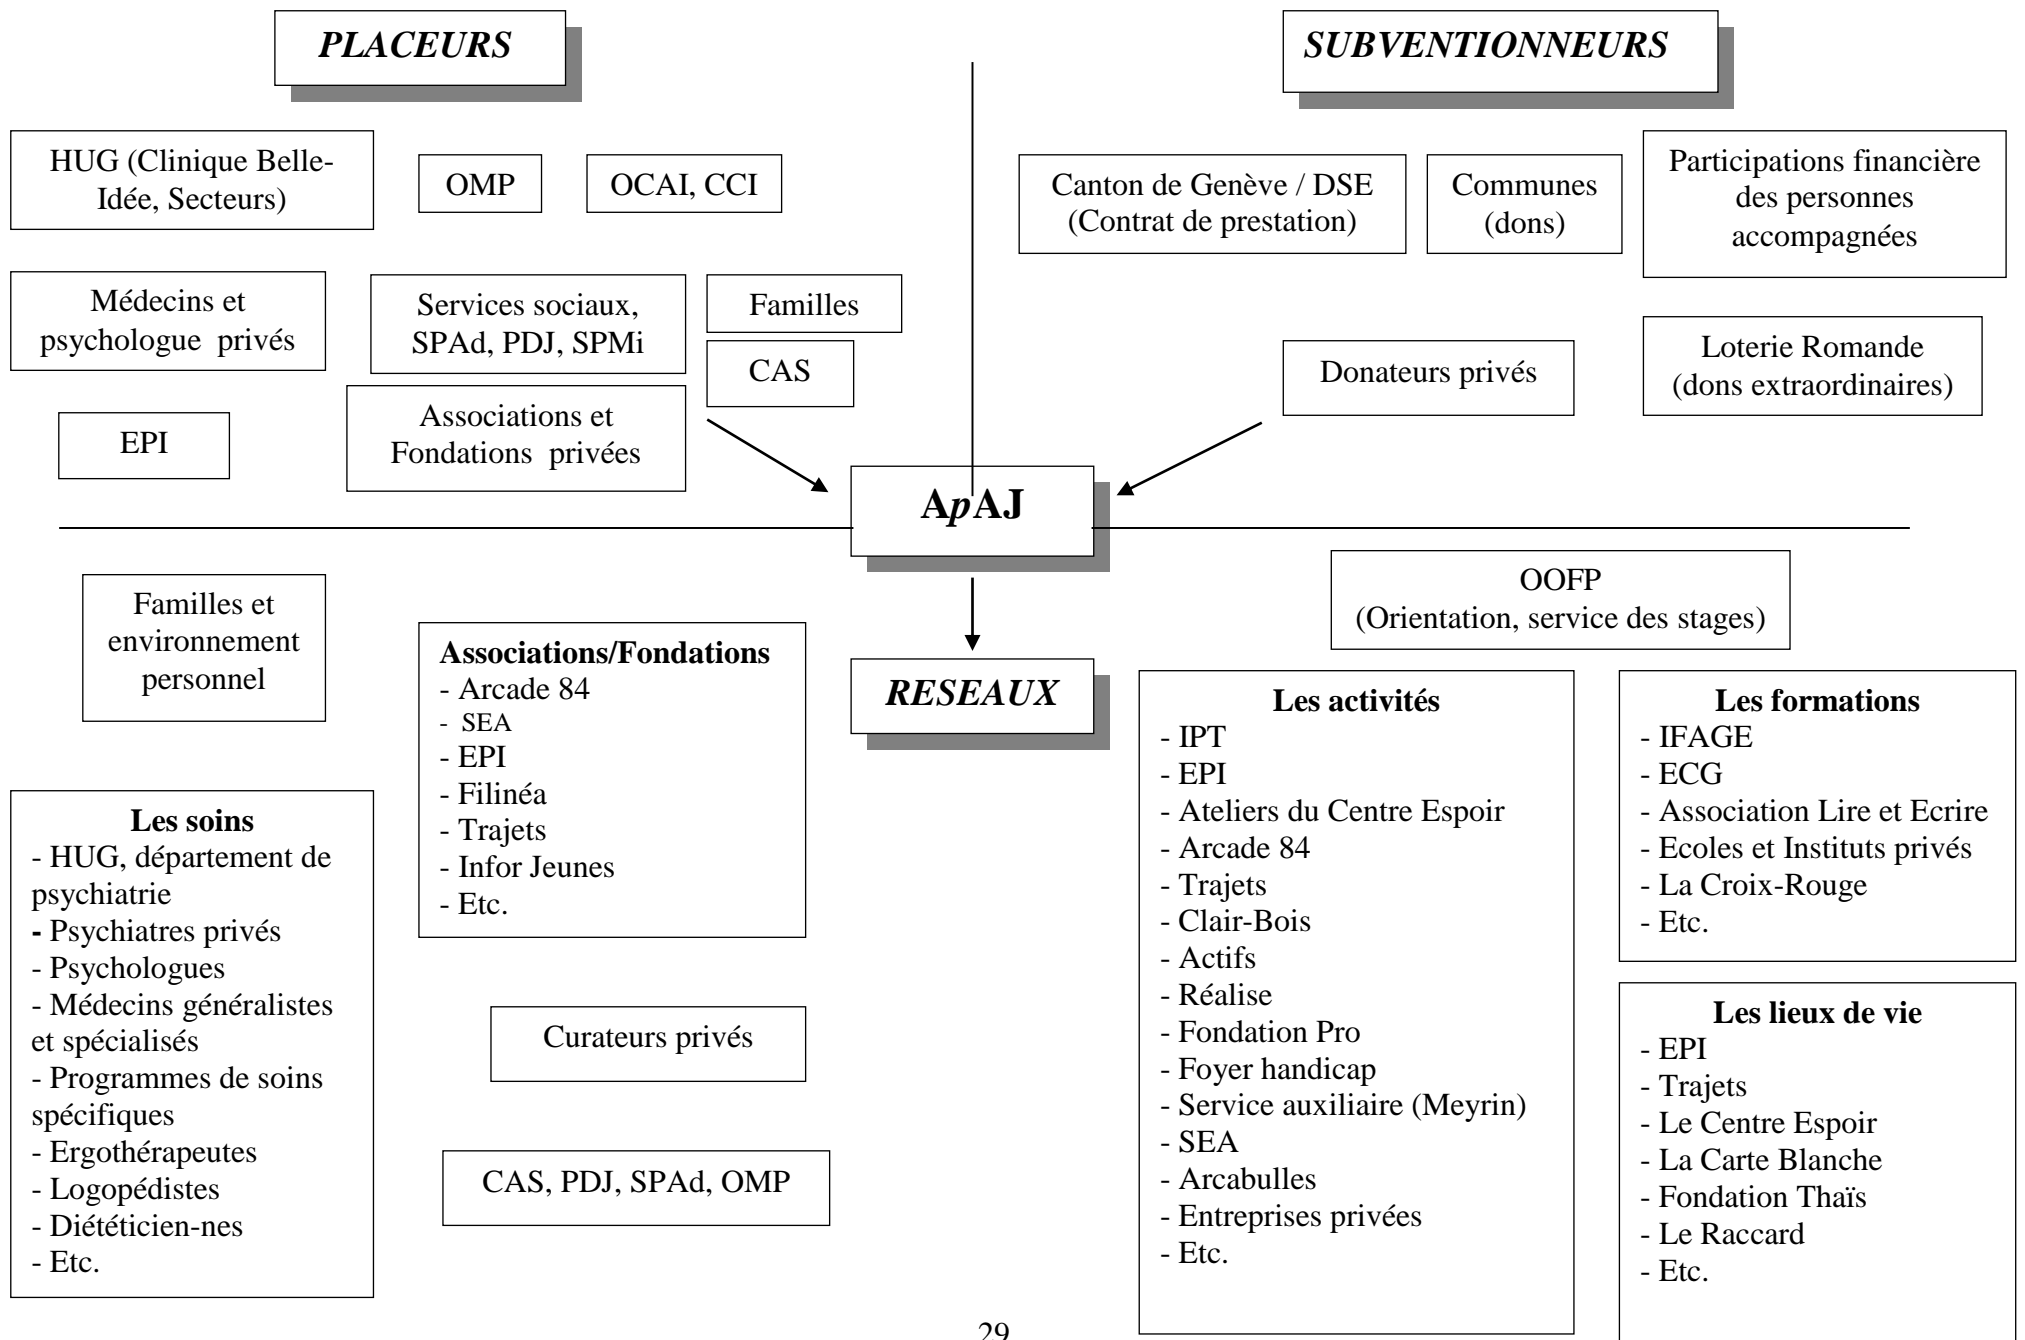 PLACEURS
SUBVENTIONNEURS
HUG (Clinique Belle-
Idée, Secteurs)
OMP
OCAI, CCI
Canton de Genève / DSE
(Contrat de prestation)
Communes
(dons)
Participations financière
des personnes
accompagnées
Médecins et
psychologue  privés
Services sociaux,
SPAd, PDJ, SPMi
Familles
CAS
Donateurs privés
Loterie Romande
(dons extraordinaires)
EPI
Associations et
Fondations  privées
ApAJ
Familles et
environnement
personnel
Associations/Fondations
- Arcade 84
-  SEA
- EPI
- Filinéa
- Trajets
- Infor Jeunes
- Etc.
RESEAUX
OOFP
(Orientation, service des stages)
Les soins
- HUG, département de
psychiatrie
- Psychiatres privés
- Psychologues
- Médecins généralistes
et spécialisés
- Programmes de soins
spécifiques
- Ergothérapeutes
- Logopédistes
- Diététicien-nes
- Etc.
Curateurs privés
CAS, PDJ, SPAd, OMP
Les activités
- IPT
- EPI
- Ateliers du Centre Espoir
- Arcade 84
- Trajets
- Clair-Bois
- Actifs
- Réalise
- Fondation Pro
- Foyer handicap
- Service auxiliaire (Meyrin)
- SEA
- Arcabulles
- Entreprises privées
- Etc.
Les formations
- IFAGE
- ECG
- Association Lire et Ecrire
- Ecoles et Instituts privés
- La Croix-Rouge
- Etc.
Les lieux de vie
- EPI
- Trajets
- Le Centre Espoir
- La Carte Blanche
- Fondation Thaïs
- Le Raccard
- Etc.
29